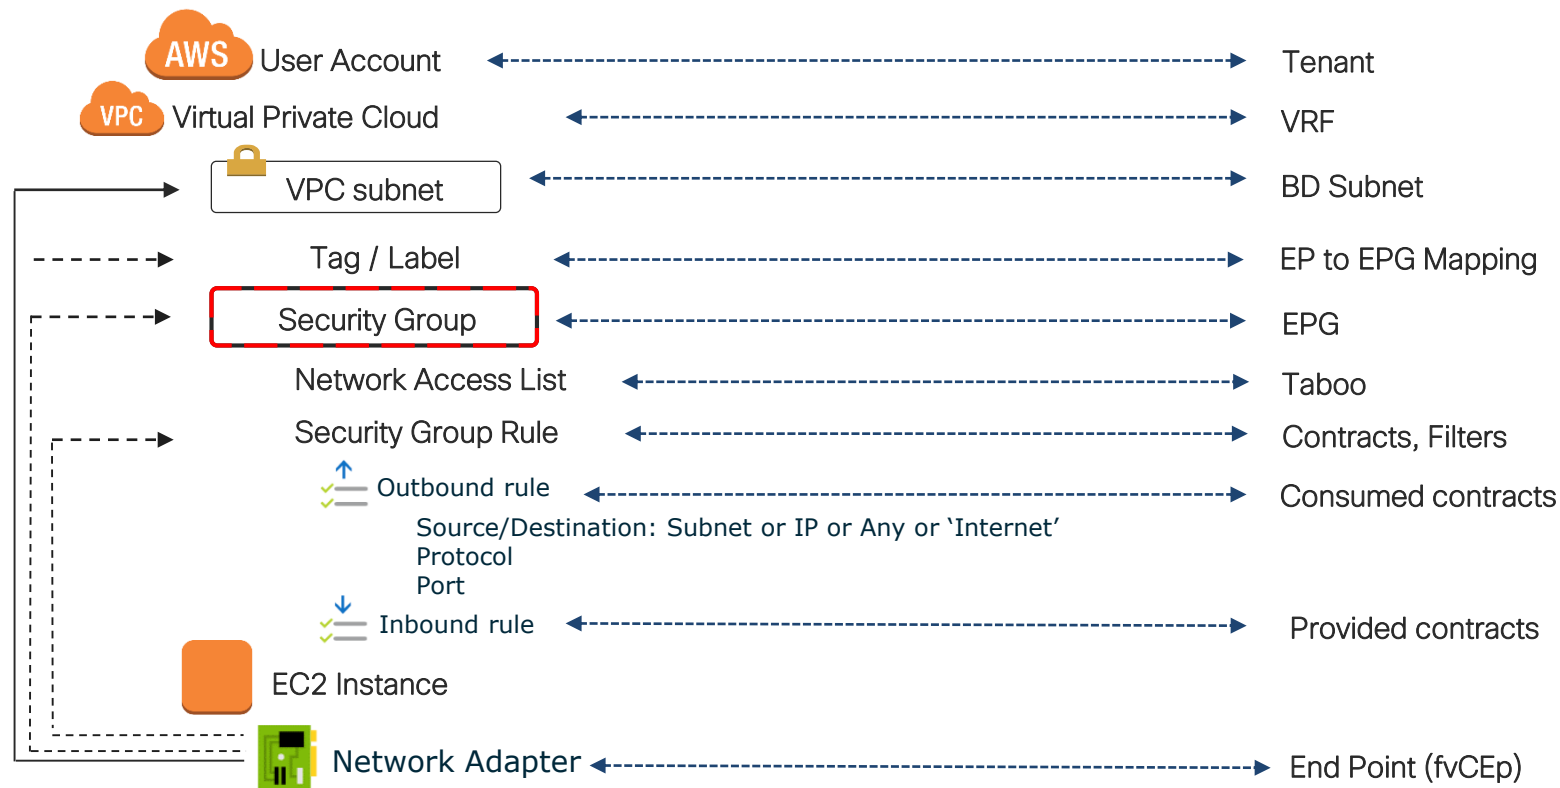 AWS User Account Tenant
VPC Virtual Private Cloud VRF
VPC subnet BD Subnet
Tag / Label EP to EPG Mapping
Security Group EPG
Network Access List Taboo
Security Group Rule Contracts, Filters
Outbound rule Consumed contracts
Source/Destination: Subnet or IP or Any or ‘Internet’
Protocol
Port
Inbound rule Provided contracts
EC2 Instance
Network Adapter End Point (fvCEp)